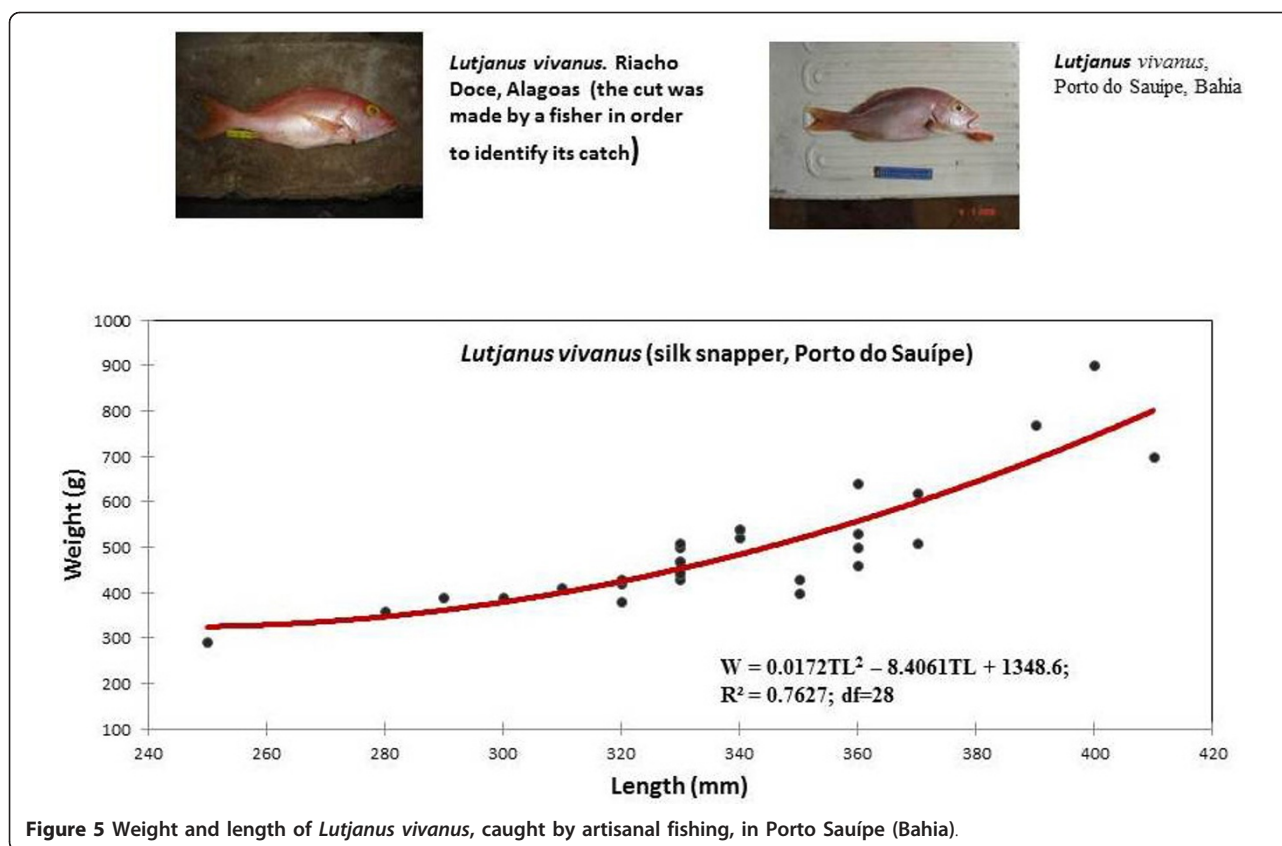 Lutjanus vivanus. Riacho
Doce, Alagoas (the cut was
made by a fisher in order
to identify its catch)
Lutjanus vivanus,
Porto do Sauipe, Bahia
Lutjanus vivanus (silk snapper, Porto do Sauípe)
Weight (g)
1000
900
800
700
600
500
400
300
200
100
W = 0.0172TL² – 8.4061TL + 1348.6;
R² = 0.7627; df=28
240 260 280 300 320 340 360 380 400 420
Length (mm)
Figure 5 Weight and length of Lutjanus vivanus, caught by artisanal fishing, in Porto Sauípe (Bahia).